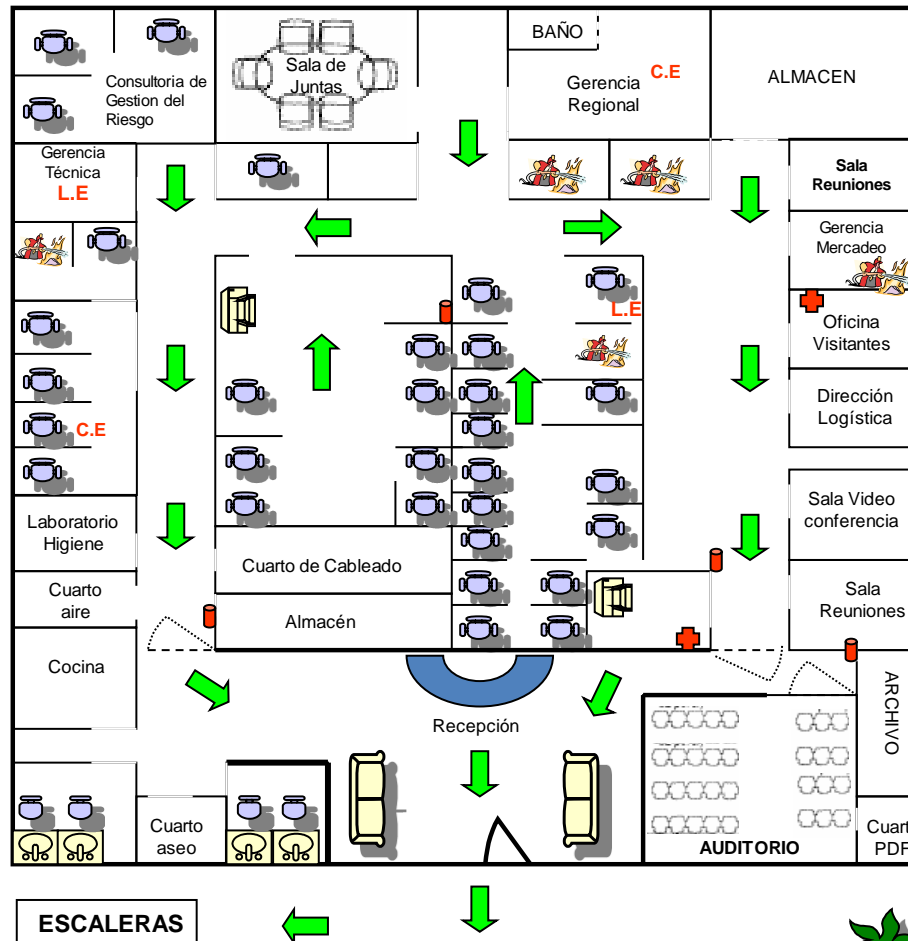 BAÑO
Consultoria de
Gestion del
Riesgo
Sala de
Juntas
Gerencia
Regional
C.E
ALMACEN
Gerencia
Técnica
L.E
Sala
Reuniones
Gerencia
Mercadeo
L.E
Oficina
Visitantes
Dirección
Logística
C.E
Laboratorio
Higiene
Sala Video
conferencia
Cuarto de Cableado
Cuarto
aire
Almacén
Sala
Reuniones
Cocina
Recepción
ARCHIVO
Cuarto
aseo
AUDITORIO
Cuart
PDF
ESCALERAS